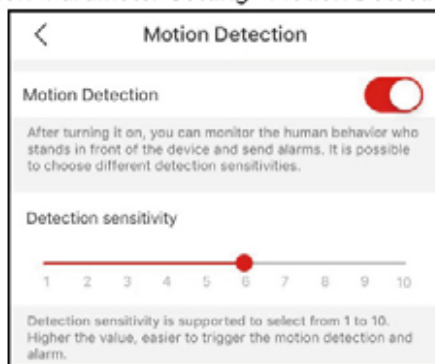 Motion Detection
Motion Detection
After turning it on, you can monitor the human behavior who
stands in front of the device and send alarms. It is possible
to choose different detection sensitivities.
Detection sensitivity
1 2 3 4 5 6 7 8 9 10
Detection sensitivity is supported to select from 1 to 10.
Higher the value, easier to trigger the motion detection and
alarm.